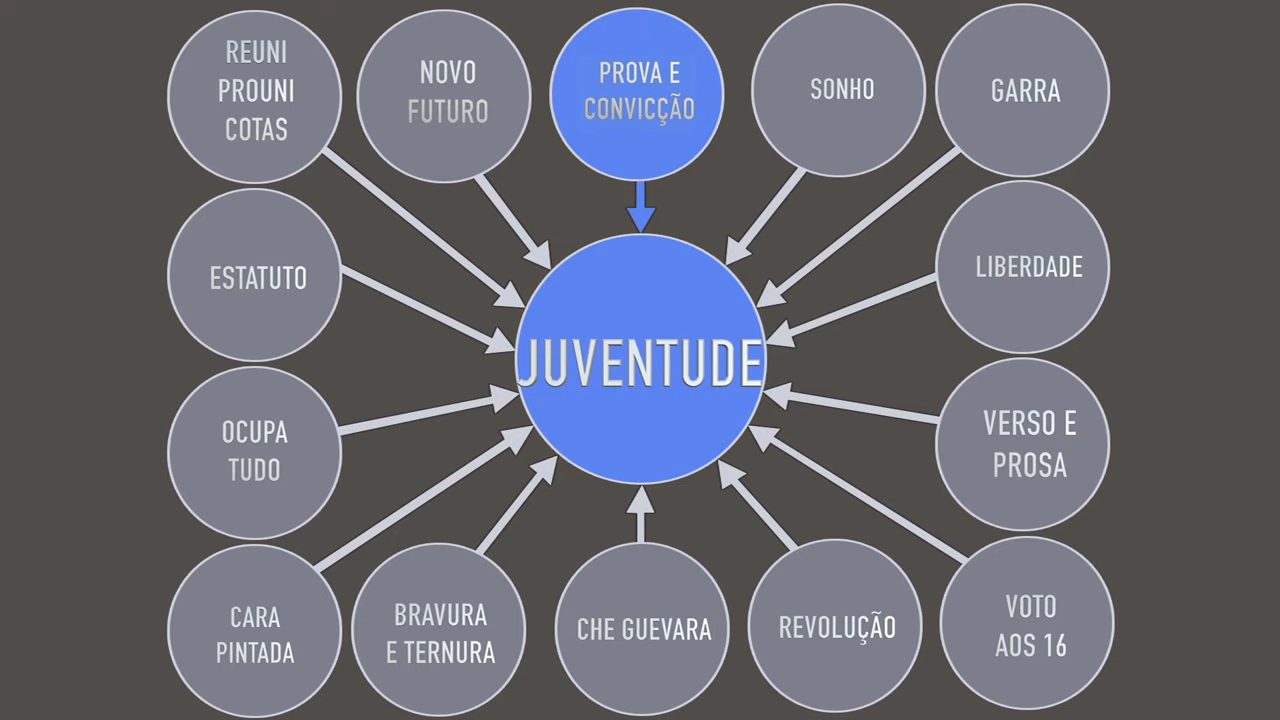 REUNI
PROUNI
COTAS
NOVO
FUTURO
PROVA E
CONVICÇÃO
SONHO
GARRA
ESTATUTO
LIBERDADE
JUVENTUDE
OCUPA
TUDO
VERSO E
PROSA
CARA
PINTADA
BRAVURA
E TERNURA
CHE GUEVARA
REVOLUÇÃO
VOTO
AOS 16